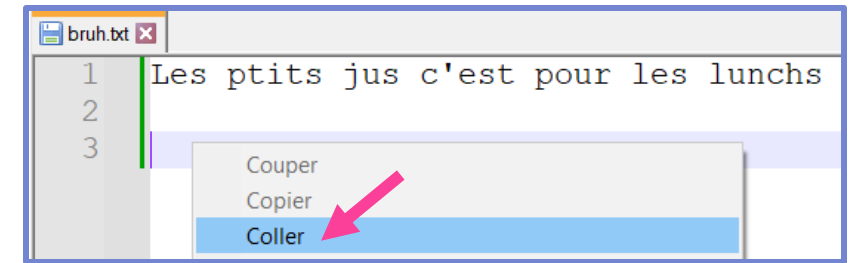 bruh.txt
1 Les ptits jus c'est pour les lunchs
2
3
Couper
Copier
Coller